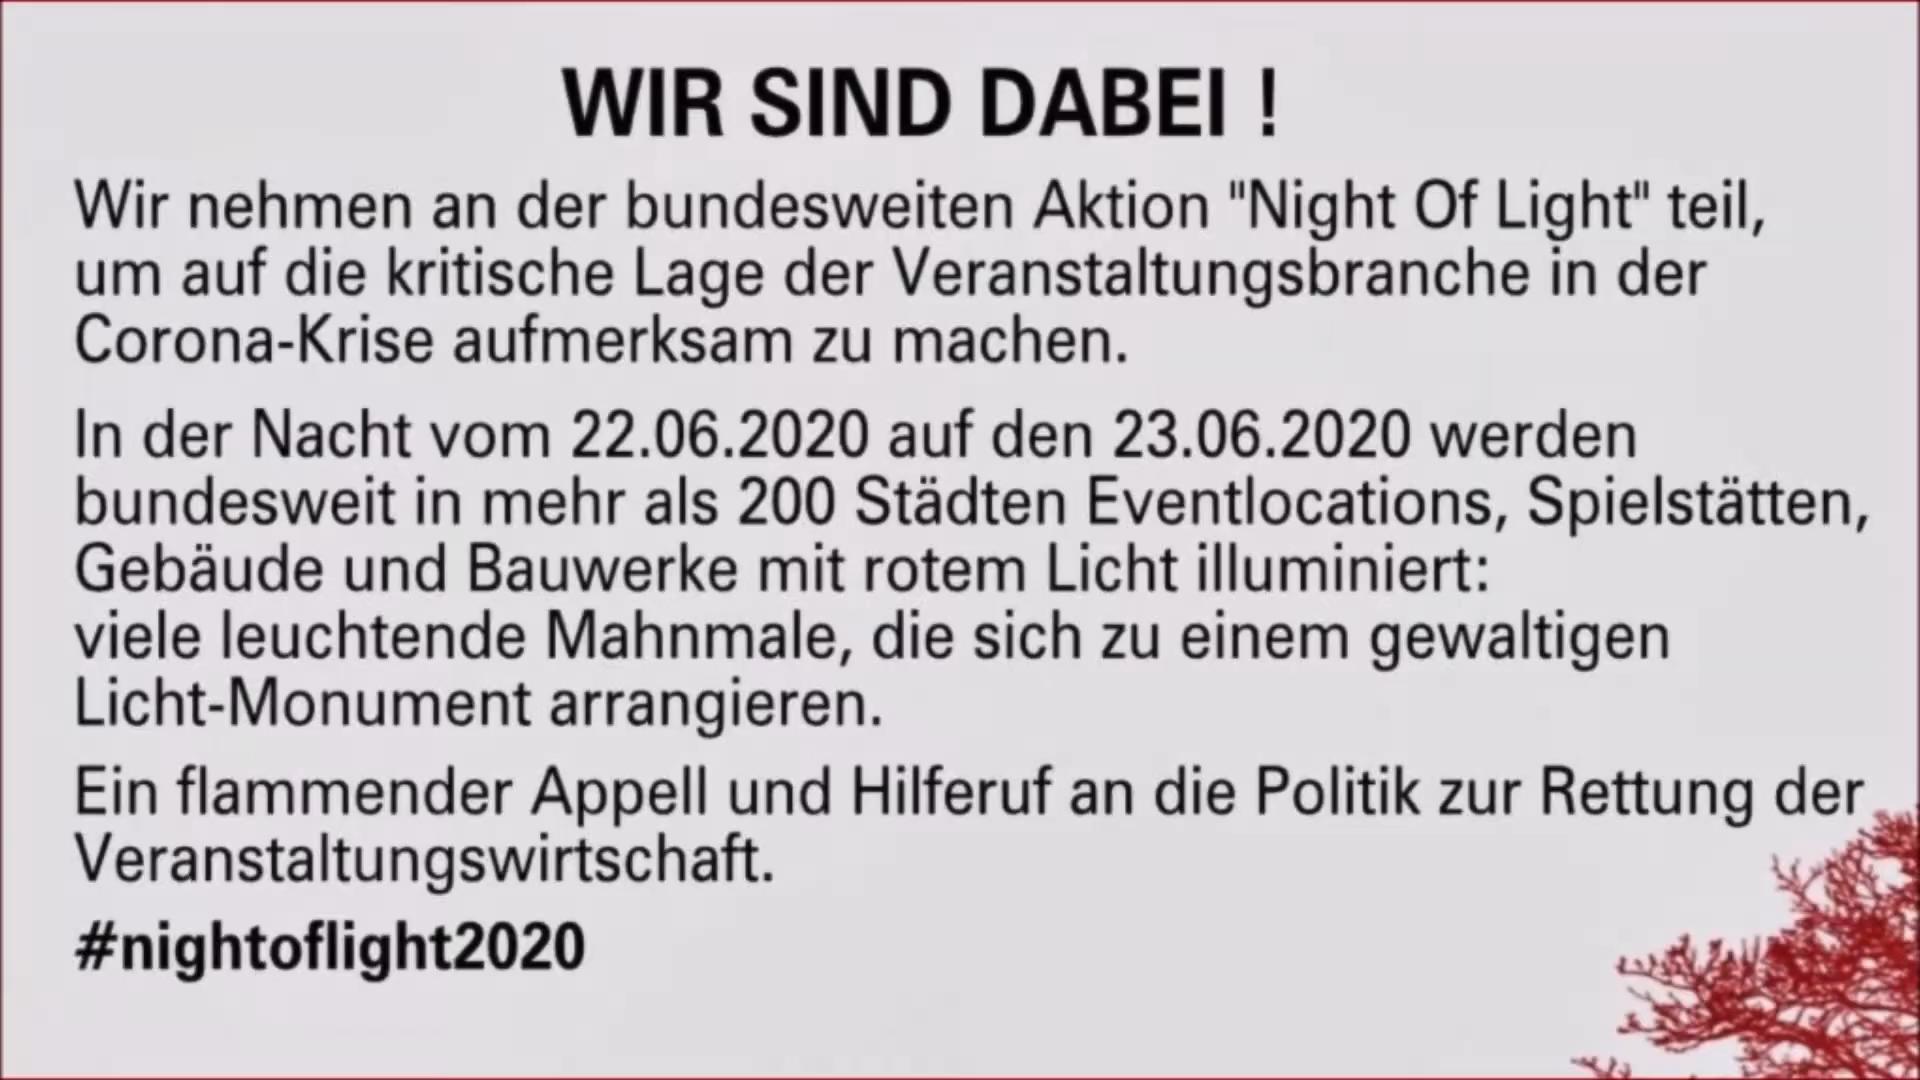 WIR SIND DABEI !
Wir nehmen an der bundesweiten Aktion "Night Of Light" teil,
um auf die kritische Lage der Veranstaltungsbranche in der
Corona-Krise aufmerksam zu machen.
In der Nacht vom 22.06.2020 auf den 23.06.2020 werden
bundesweit in mehr als 200 Städten Eventlocations, Spielstätten,
Gebäude und Bauwerke mit rotem Licht illuminiert:
viele leuchtende Mahnmale, die sich zu einem gewaltigen
Licht-Monument arrangieren.
Ein flammender Appell und Hilferuf an die Politik zur Rettung der
Veranstaltungswirtschaft.
#nightoflight2020